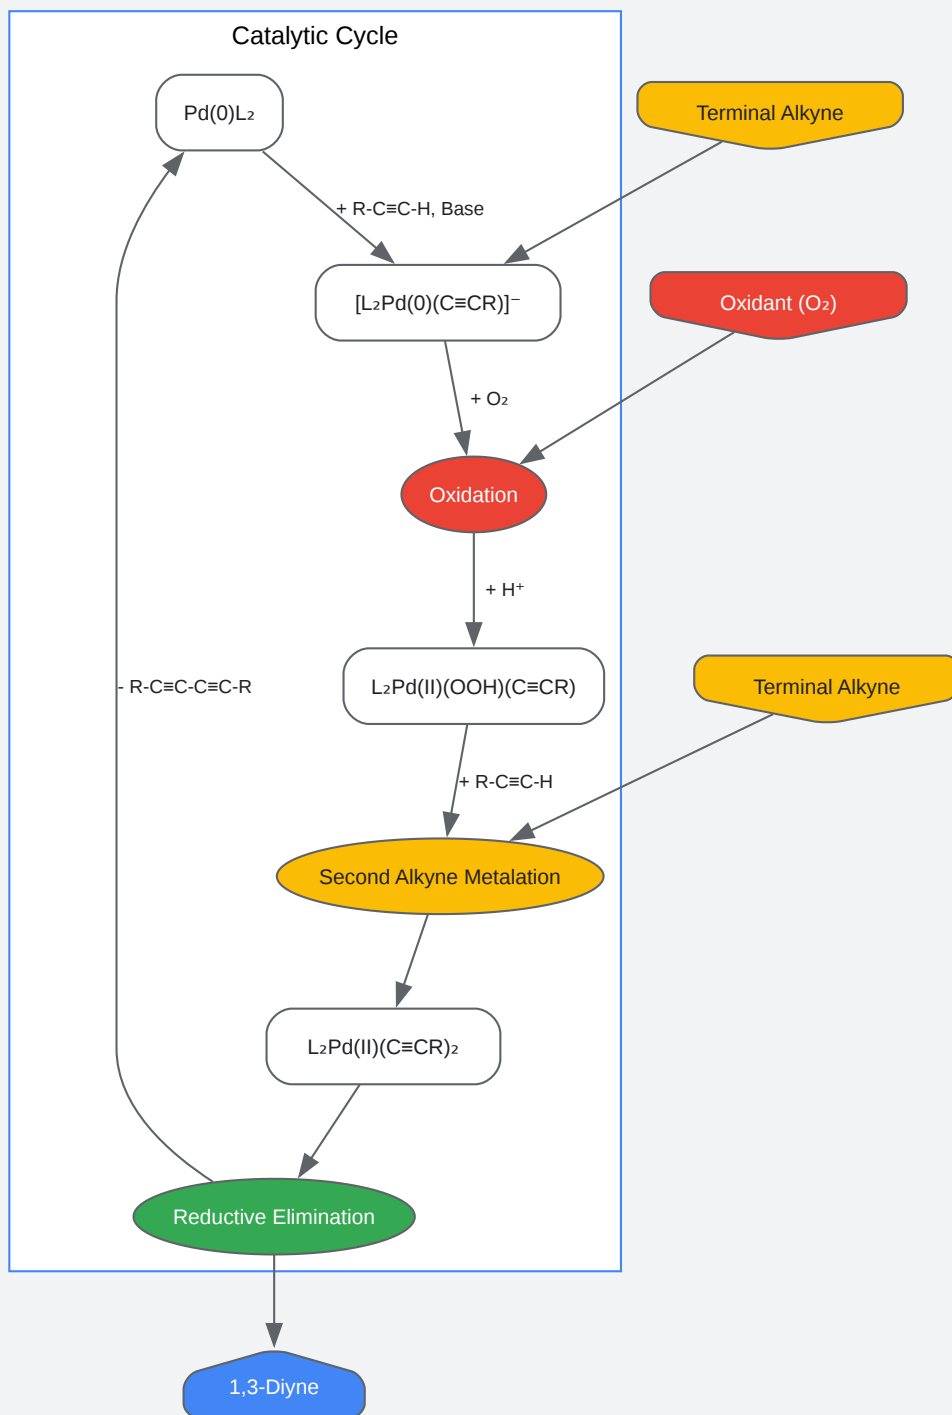 Catalytic Cycle
Pd(0)L₂
Terminal Alkyne
+ R-C≡C-H, Base
[L₂Pd(0)(C≡CR)]⁻
Oxidant (O₂)
+ O₂
Oxidation
+ H⁺
L₂Pd(II)(OOH)(C≡CR)
Terminal Alkyne
- R-C≡C-C≡C-R
+ R-C≡C-H
Second Alkyne Metalation
L₂Pd(II)(C≡CR)₂
Reductive Elimination
1,3-Diyne